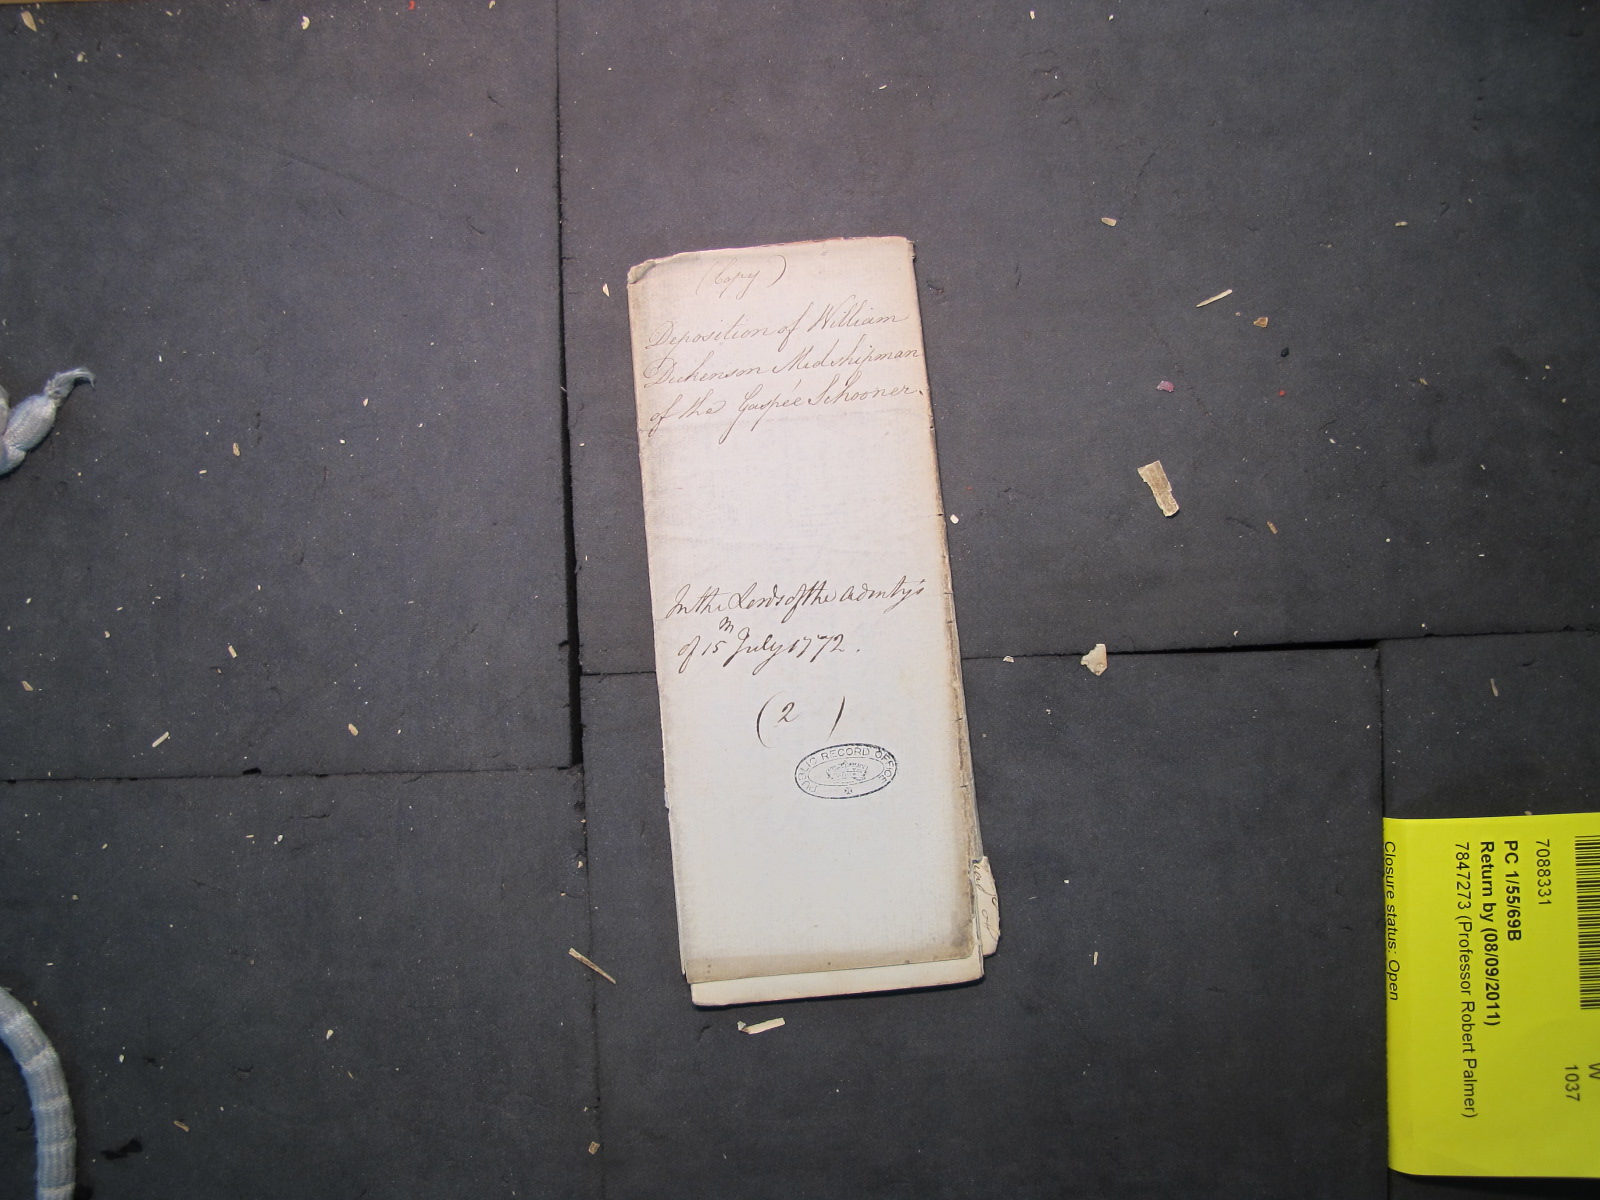 (Copy)
Deposition of William
Dickenson Midshipman
of the Gaspée Schooner.
In the Lords of the Admty's
of 15th July 1772.
(2)
PUBLIC RECORD OFFICE
7088331
PC 1/55/69B
Return by (08/09/2011)
7847273 (Professor Robert Palmer)
Closure status: Open
W
1037